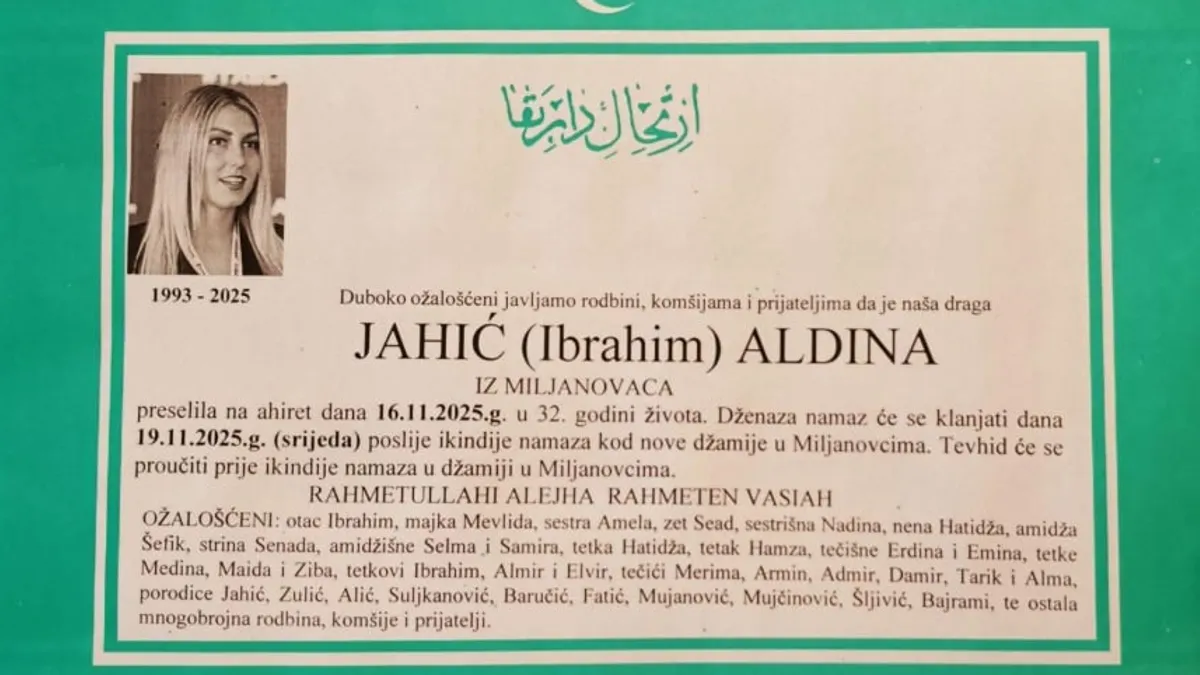 ارتحال دار بقا
1993 - 2025
Duboko ožalošćeni javljamo rodbini, komšijama i prijateljima da je naša draga
JAHIĆ (Ibrahim) ALDINA
IZ MILJANOVACA
preselila na ahiret dana 16.11.2025.g. u 32. godini života. Dženaza namaz će se klanjati dana
19.11.2025.g. (srijeda) poslije ikindije namaza kod nove džamije u Miljanovcima. Tevhid će se
proučiti prije ikindije namaza u džamiji u Miljanovcima.
RAHMETULLAHI ALEJHA RAHMETEN VASIAH
OŽALOŠĆENI: otac Ibrahim, majka Mevlida, sestra Amela, zet Sead, sestrišna Nadina, nena Hatidža, amidža
Šefik, strina Senada, amidžišne Selma i Samira, tetka Hatidža, tetak Hamza, tečišne Erdina i Emina, tetke
Medina, Maida i Ziba, tetkovi Ibrahim, Almir i Elvir, tečići Merima, Armin, Admir, Damir, Tarik i Alma,
porodice Jahić, Zulić, Alić, Suljkanović, Baručić, Fatić, Mujanović, Mujčinović, Šljivić, Bajrami, te ostala
mnogobrojna rodbina, komšije i prijatelji.